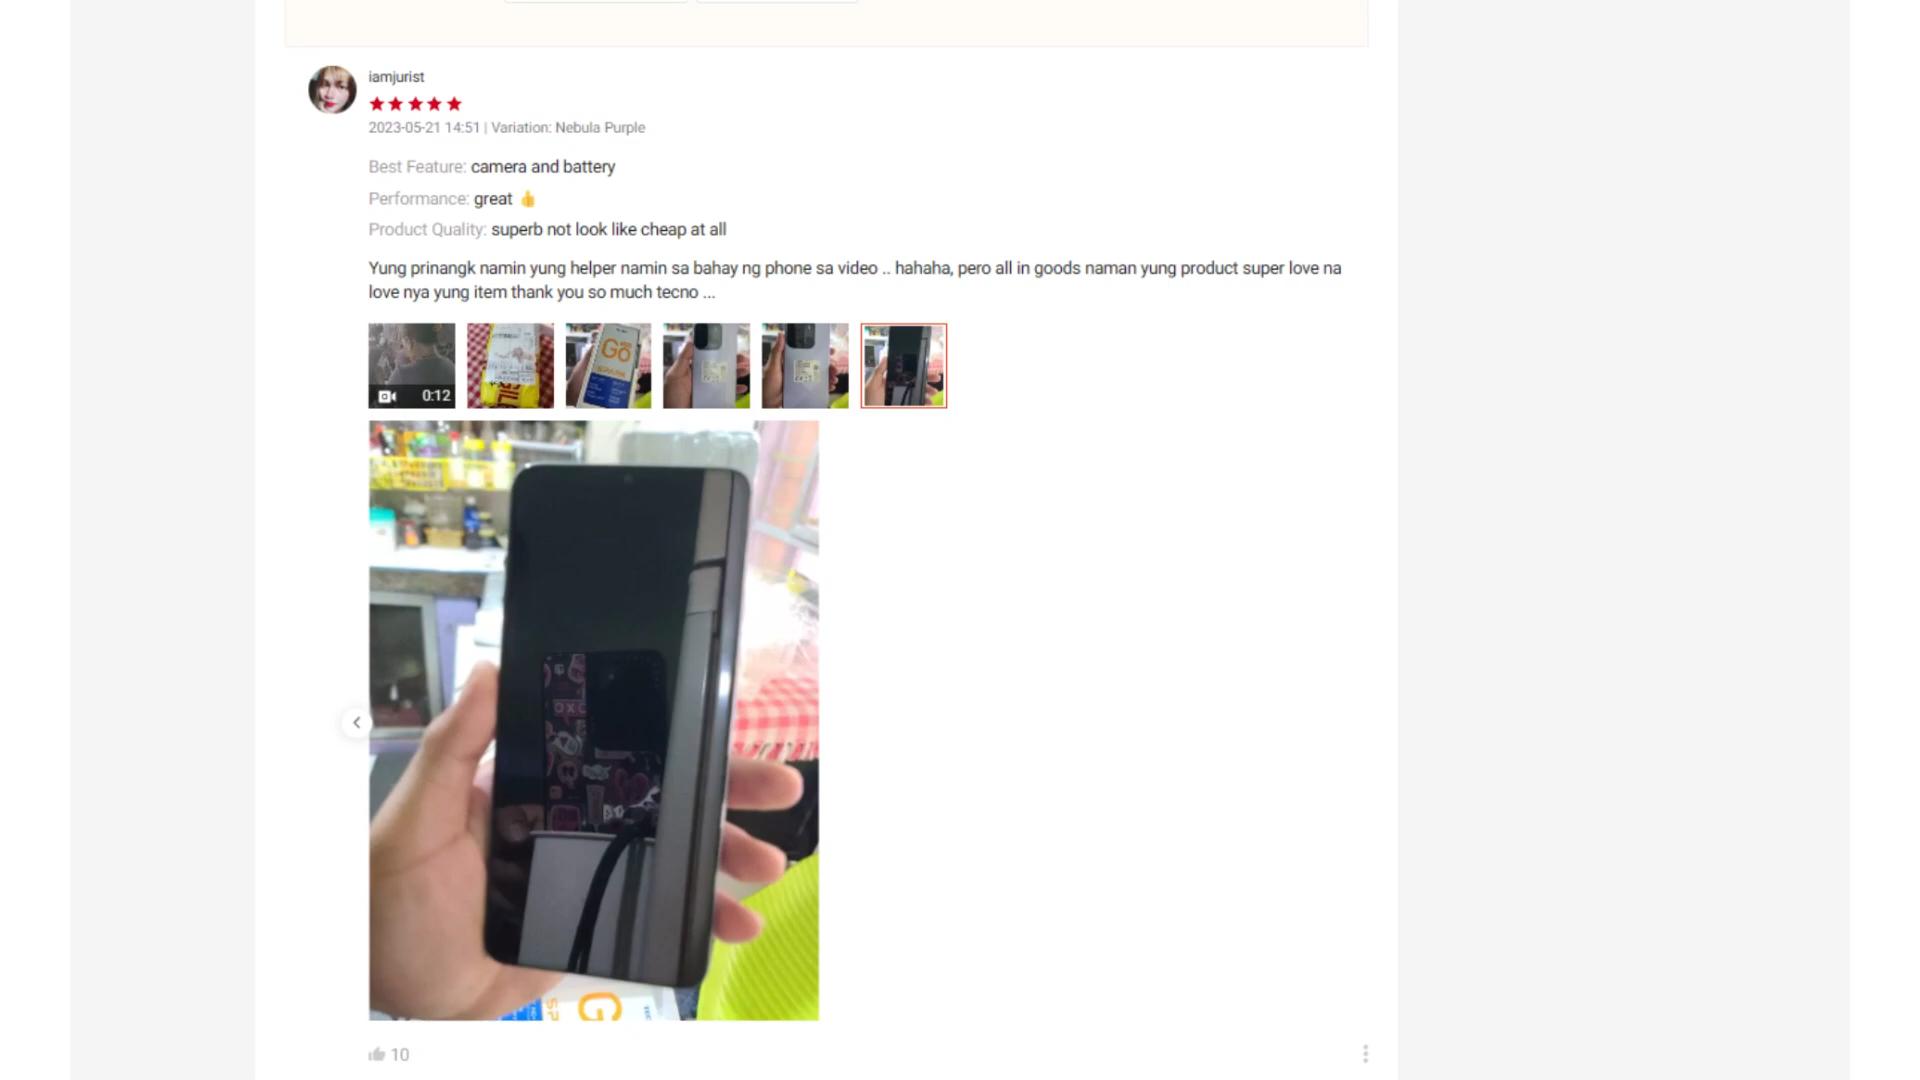 iamjurist
2023-05-21 14:51 | Variation: Nebula Purple
Best Feature: camera and battery
Performance: great 👍
Product Quality: superb not look like cheap at all
Yung prinangk namin yung helper namin sa bahay ng phone sa video .. hahaha, pero all in goods naman yung product super love na
love nya yung item thank you so much tecno ...
0:12
Go
10